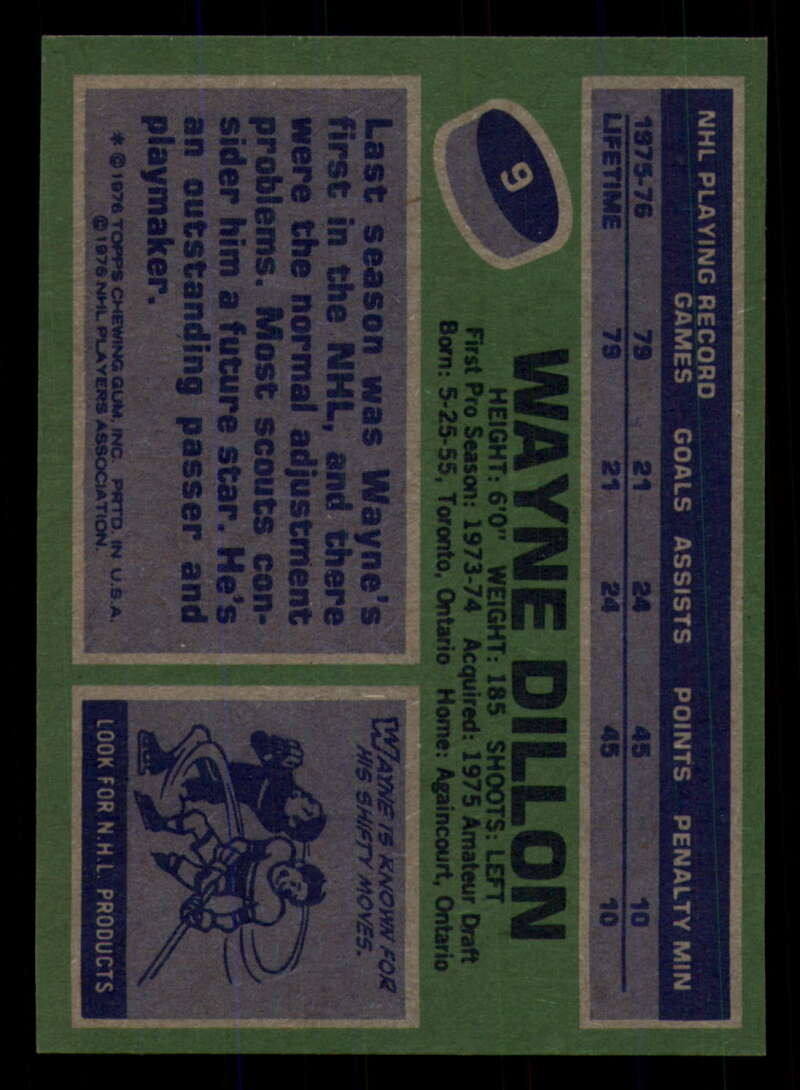 NHL PLAYING RECORD
GAMES GOALS ASSISTS POINTS PENALTY MIN
1975-76 79 21 24 45 10
LIFETIME 79 21 24 45 10
9
WAYNE DILLON
HEIGHT: 6'0" WEIGHT: 185 SHOOTS: LEFT
First Pro Season: 1973-74 Acquired: 1975 Amateur Draft
Born: 5-25-55, Toronto, Ontario Home: Againcourt, Ontario
Last season was Wayne's
first in the NHL, and there
were the normal adjustment
problems. Most scouts con-
sider him a future star. He's
an outstanding passer and
playmaker.
* © 1976 TOPPS CHEWING GUM, INC. PRTD. IN U.S.A.
© 1976 NHL PLAYERS ASSOCIATION.
WAYNE IS KNOWN FOR
HIS SHIFTY MOVES.
LOOK FOR N.H.L. PRODUCTS